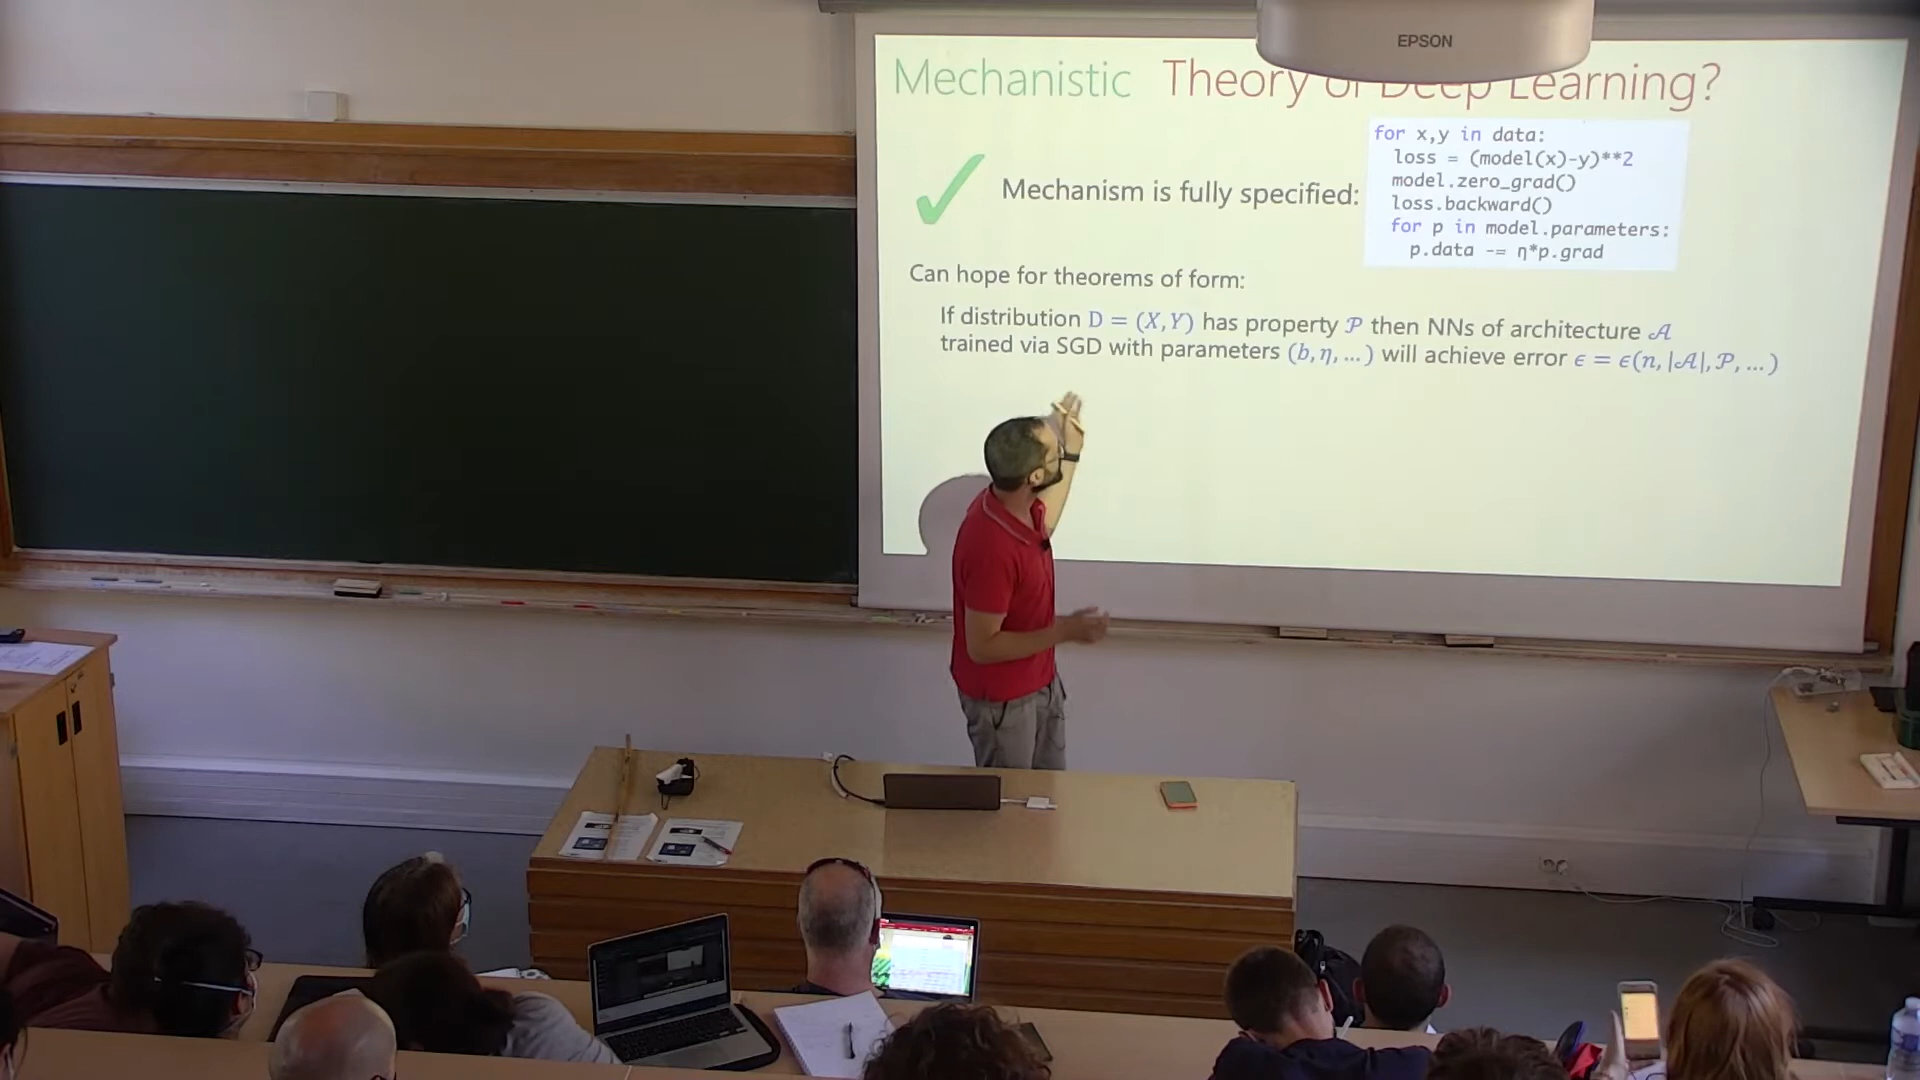 EPSON
Mechanistic Theory of Deep Learning?
for x,y in data:
loss = (model(x)-y)**2
model.zero_grad()
loss.backward()
for p in model.parameters:
p.data -= η*p.grad
Mechanism is fully specified:
Can hope for theorems of form:
If distribution D = (X,Y) has property 𝒫 then NNs of architecture 𝒜
trained via SGD with parameters (b, η, ...) will achieve error ϵ = ϵ(n, |𝒜|, 𝒫, ...)